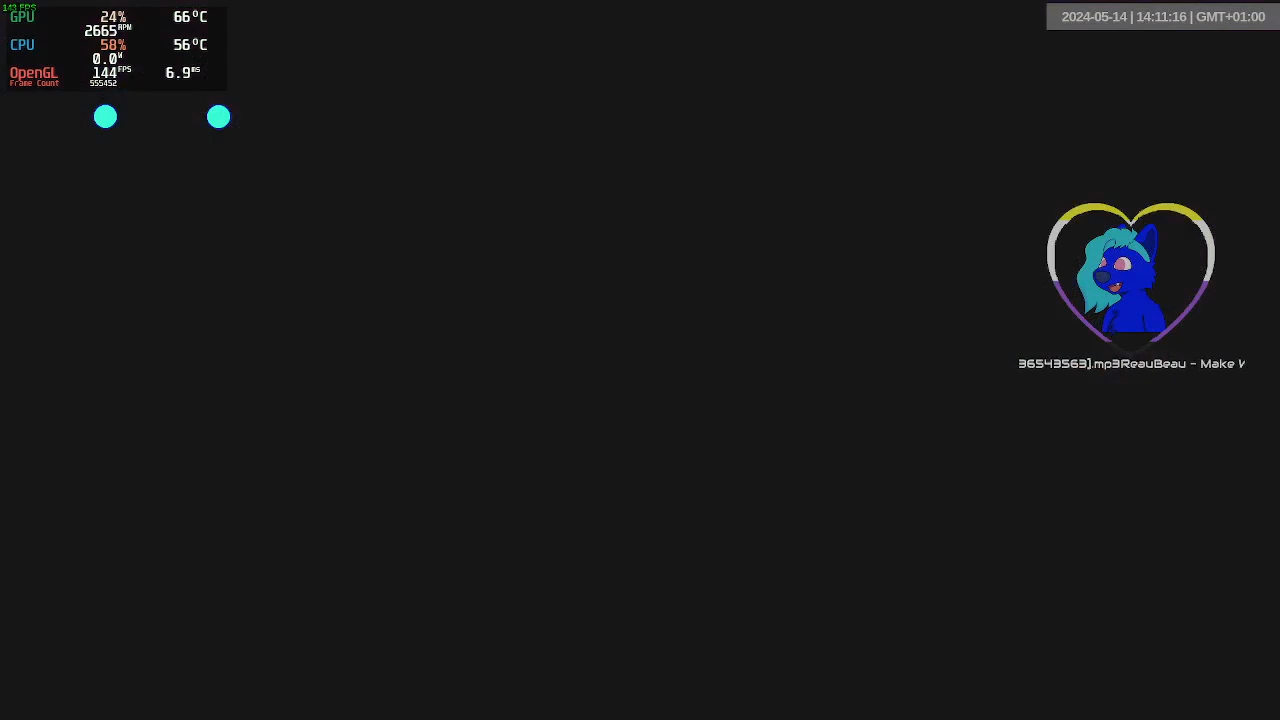 143 FPS
GPU 24% 66°C
2665RPM
CPU 58% 56°C
0.0W
OpenGL 144FPS 6.9ms
Frame Count 555452
2024-05-14 | 14:11:16 | GMT+01:00
36543563].mp3ReauBeau - Make